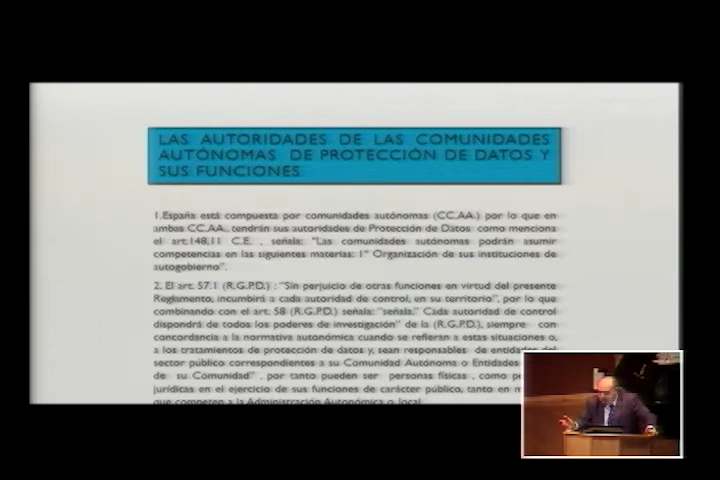 LAS AUTORIDADES DE LAS COMUNIDADES
AUTÓNOMAS DE PROTECCIÓN DE DATOS Y
SUS FUNCIONES
1.España está compuesta por comunidades autónomas (CC.AA.) por lo que en
ambas CC.AA., tendrán sus autoridades de Protección de Datos como menciona
el art.148,11 C.E. , señala: "Las comunidades autónomas podrán asumir
competencias en las siguientes materias: 1º Organización de sus instituciones de
autogobierno".
2. El art. 57.1 (R.G.P.D.) : "Sin perjuicio de otras funciones en virtud del presente
Reglamento, incumbirá a cada autoridad de control, en su territorio", por lo que
combinando con el art. 58 (R.G.P.D.) señala: "señala." Cada autoridad de control
dispondrá de todos los poderes de investigación" de la (R.G.P.D.), siempre con
concordancia a la normativa autonómica cuando se refieran a estas situaciones o,
a los tratamientos de protección de datos y, sean responsables de entidades del
sector público correspondientes a su Comunidad Autónoma o Entidades
de su Comunidad" , por tanto pueden ser personas físicas , como
jurídicas en el ejercicio de sus funciones de carácter público, tanto en
que competen a la Administración Autonómica o local: